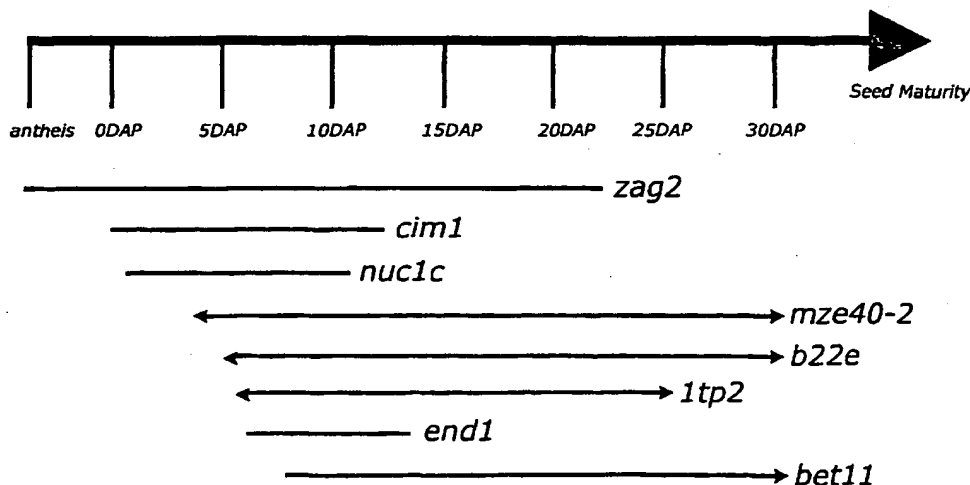 Seed Maturity
antheis 0DAP 5DAP 10DAP 15DAP 20DAP 25DAP 30DAP
zag2
cim1
nuc1c
mze40-2
b22e
1tp2
end1
bet11